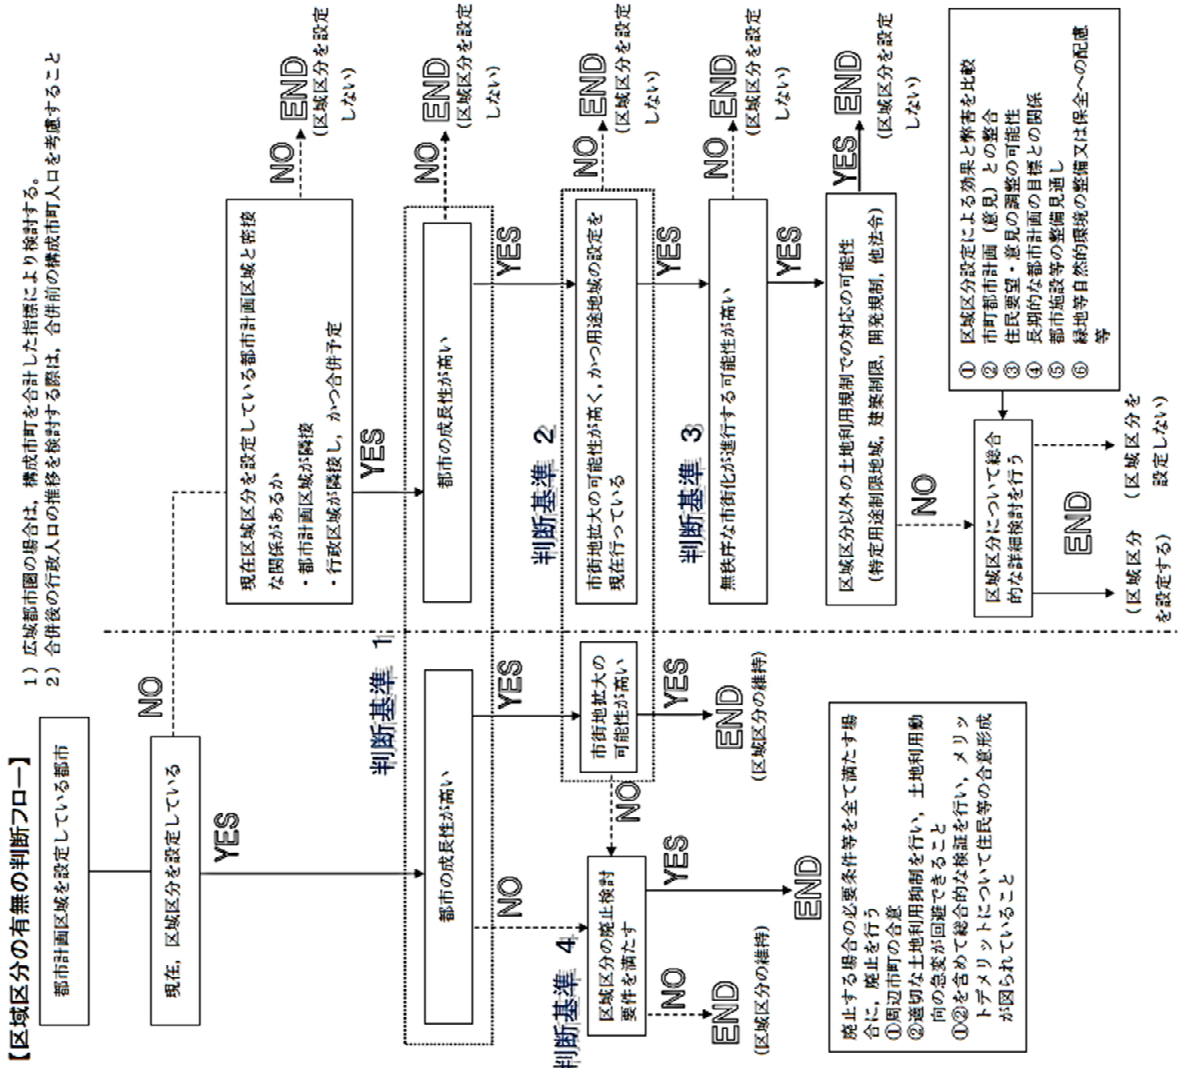 【区域区分の有無の判断フロー】
1）広域都市圏の場合は，構成市町を合計した指標により検討する。
2）合併後の行政人口の推移を検討する際は，合併前の構成市町人口を考慮すること
都市計画区域を設定している都市
現在，区域区分を設定している
NO
YES
現在区域区分を設定している都市計画区域と密接
な関係があるか
・都市計画区域が隣接
・行政区域が隣接し，かつ合併予定
NO
END
(区域区分を設定
しない)
YES
判断基準 1
都市の成長性が高い
都市の成長性が高い
NO
END
(区域区分を設定
しない)
NO
YES
YES
判断基準 2
市街地拡大の
可能性が高い
市街地拡大の可能性が高く，かつ用途地域の設定を
現在行っている
NO
END
(区域区分を設定
しない)
判断基準 4
区域区分の廃止検討
要件を満たす
NO
YES
END
(区域区分の維持)
YES
判断基準 3
無秩序な市街化が進行する可能性が高い
NO
END
(区域区分を設定
しない)
NO
END
(区域区分の維持)
YES
END
YES
区域区分以外の土地利用規制での対応の可能性
(特定用途制限地域，建築制限，開発規制，他法令)
YES
END
(区域区分を設定
しない)
NO
廃止する場合の必要条件等を全て満たす場
合に，廃止を行う
①周辺市町の合意
②適切な土地利用抑制を行い，土地利用動
向の急変が回避できること
①②を含めて総合的な検証を行い，メリッ
トデメリットについて住民等の合意形成
が図られていること
区域区分について総合
的な詳細検討を行う
① 区域区分設定による効果と弊害を比較
② 市町都市計画（意見）との整合
③ 住民要望・意見の調整の可能性
④ 長期的な都市計画の目標との関係
⑤ 都市施設等の整備見通し
⑥ 緑地等自然的環境の整備又は保全への配慮
等
END
(区域区分
を設定する)
(区域区分を
設定しない)